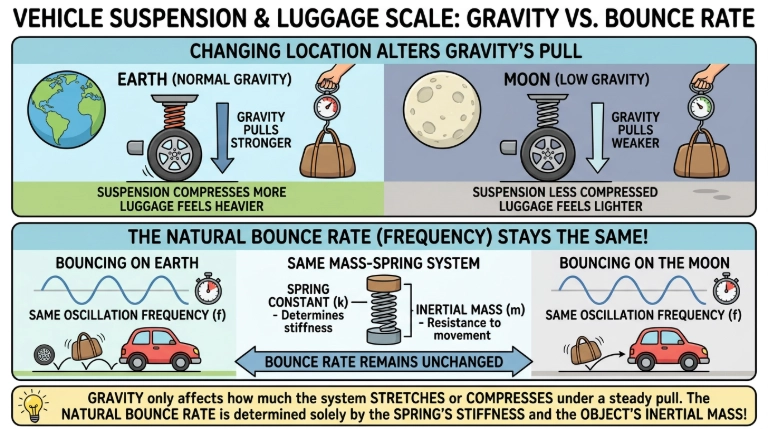 VEHICLE SUSPENSION & LUGGAGE SCALE: GRAVITY VS. BOUNCE RATE
CHANGING LOCATION ALTERS GRAVITY'S PULL
EARTH (NORMAL GRAVITY)
GRAVITY
PULLS
STRONGER
SUSPENSION COMPRESSES MORE
LUGGAGE FEELS HEAVIER
MOON (LOW GRAVITY)
GRAVITY
PULLS
WEAKER
SUSPENSION LESS COMPRESSED
LUGGAGE FEELS LIGHTER
THE NATURAL BOUNCE RATE (FREQUENCY) STAYS THE SAME!
BOUNCING ON EARTH
SAME OSCILLATION FREQUENCY (f)
SAME MASS-SPRING SYSTEM
SPRING
CONSTANT (k)
- Determines
stiffness
INERTIAL MASS (m)
- Resistance to
movement
BOUNCE RATE REMAINS UNCHANGED
BOUNCING ON THE MOON
SAME OSCILLATION FREQUENCY (f)
GRAVITY only affects how much the system STRETCHES or COMPRESSES under a steady pull. The
NATURAL BOUNCE RATE is determined solely by the SPRING'S STIFFNESS and the OBJECT'S INERTIAL MASS!